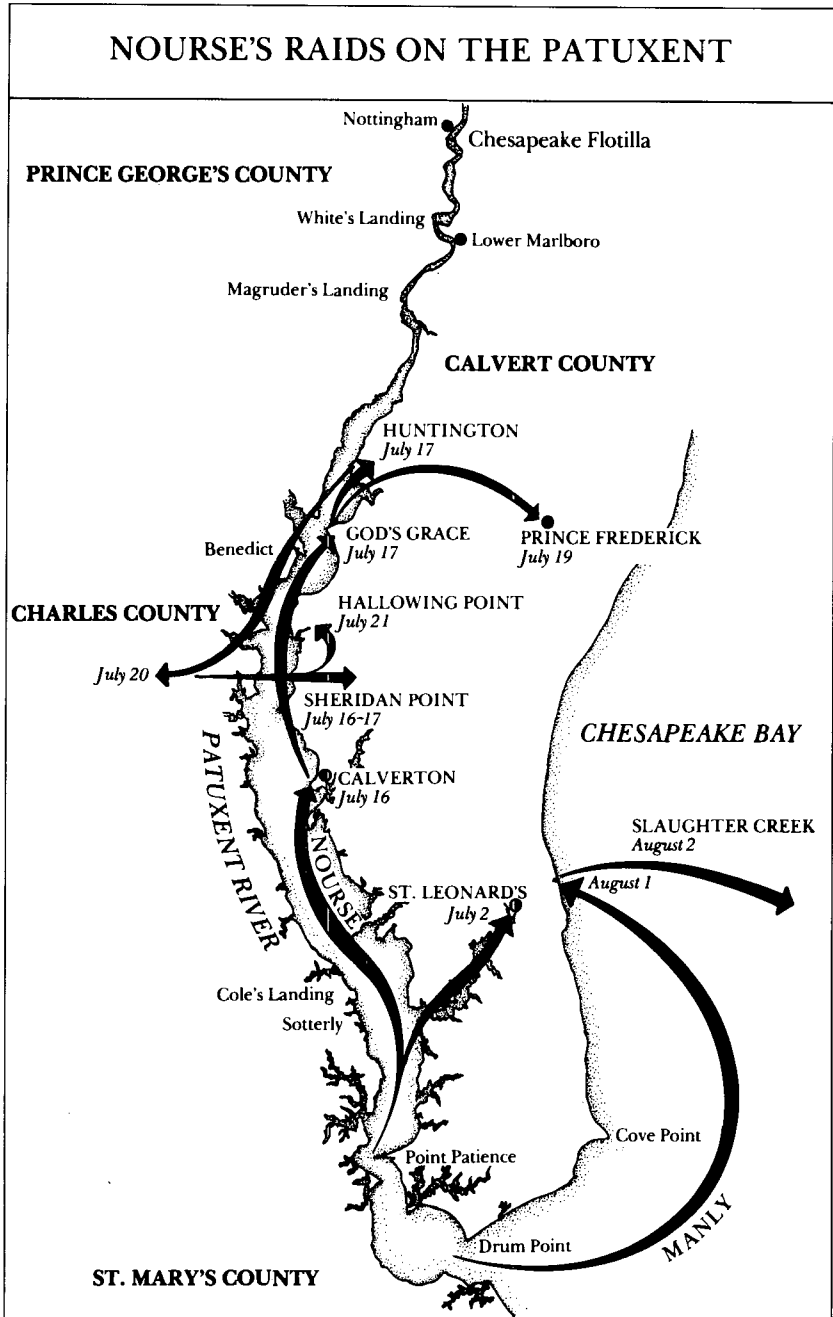 NOURSE'S RAIDS ON THE PATUXENT
Nottingham
Chesapeake Flotilla
PRINCE GEORGE'S COUNTY
White's Landing
Lower Marlboro
Magruder's Landing
CALVERT COUNTY
HUNTINGTON
July 17
GOD'S GRACE
July 17
PRINCE FREDERICK
July 19
Benedict
HALLOWING POINT
July 21
CHARLES COUNTY
July 20
SHERIDAN POINT
July 16-17
PATUXENT RIVER
CHESAPEAKE BAY
CALVERTON
July 16
SLAUGHTER CREEK
August 2
NOURSE
ST. LEONARD'S
July 2
August 1
Cole's Landing
Sotterly
Point Patience
Cove Point
Drum Point
MANLY
ST. MARY'S COUNTY